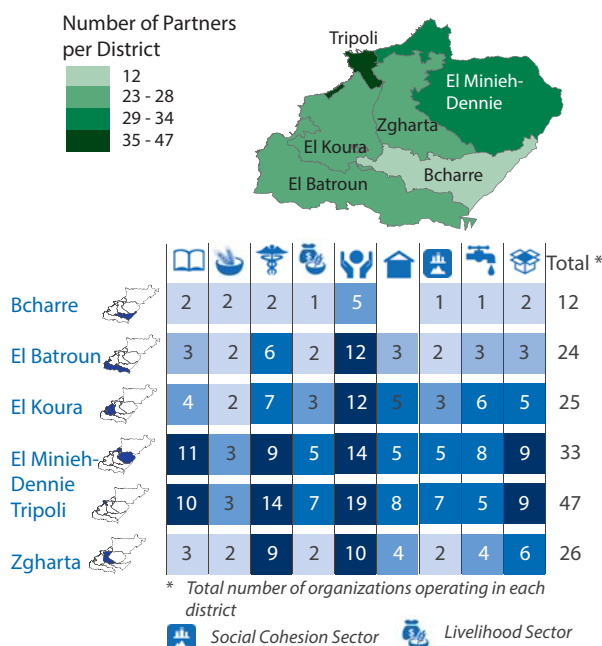 Number of Partners
per District
12
23 - 28
29 - 34
35 - 47
Tripoli
El Minieh-
Dennie
Zgharta
El Koura
Bcharre
El Batroun
Total *
Bcharre 2 2 2 1 5 1 1 2 12
El Batroun 3 2 6 2 12 3 2 3 3 24
El Koura 4 2 7 3 12 5 3 6 5 25
El Minieh-
Dennie 11 3 9 5 14 5 5 8 9 33
Tripoli 10 3 14 7 19 8 7 5 9 47
Zgharta 3 2 9 2 10 4 2 4 6 26
* Total number of organizations operating in each
district
Social Cohesion Sector Livelihood Sector